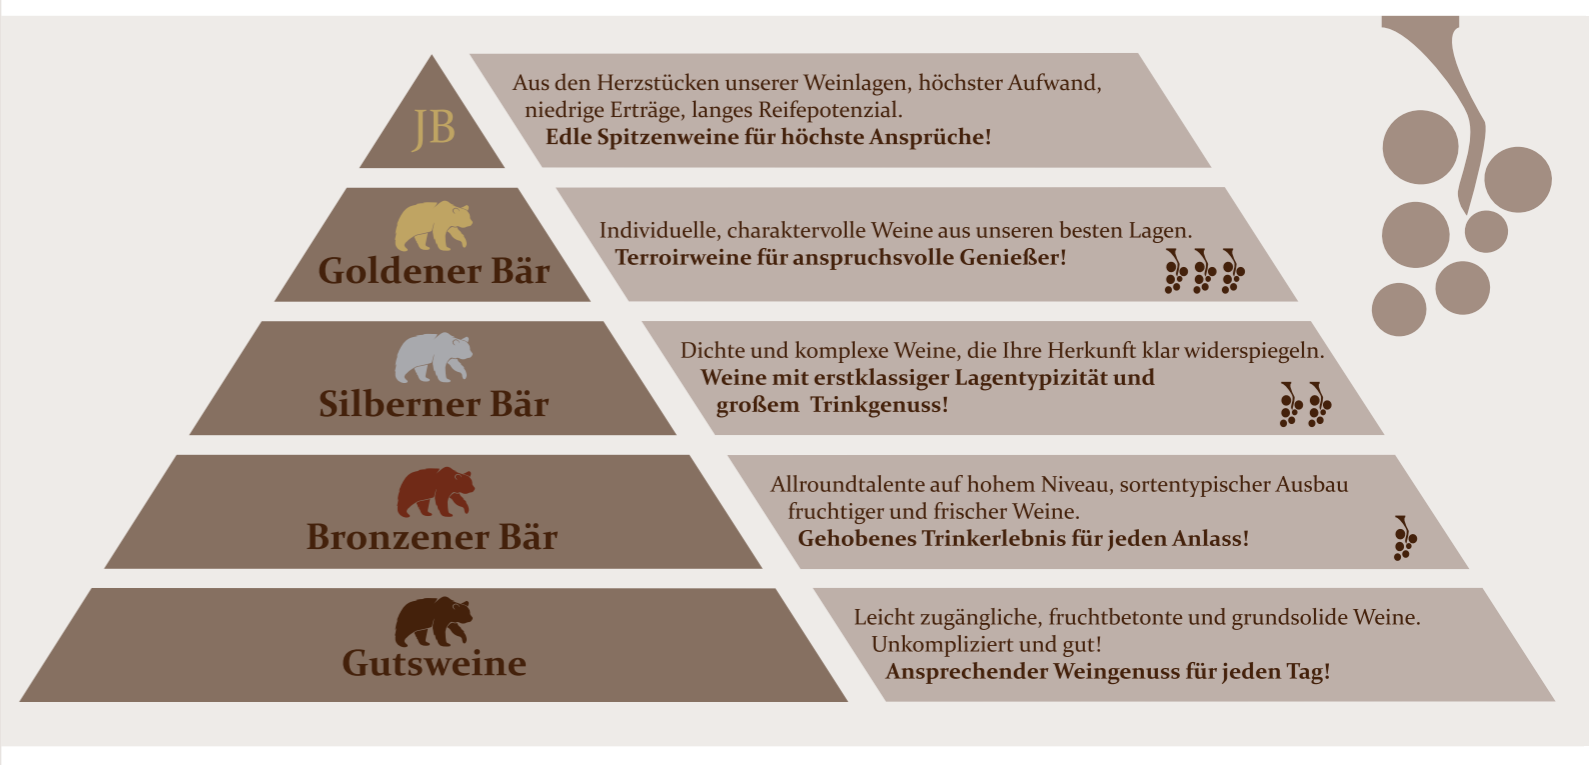 JB
Aus den Herzstücken unserer Weinlagen, höchster Aufwand,
niedrige Erträge, langes Reifepotenzial.
Edle Spitzenweine für höchste Ansprüche!
Goldener Bär
Individuelle, charaktervolle Weine aus unseren besten Lagen.
Terroirweine für anspruchsvolle Genießer!
Silberner Bär
Dichte und komplexe Weine, die Ihre Herkunft klar widerspiegeln.
Weine mit erstklassiger Lagentypizität und
großem Trinkgenuss!
Bronzener Bär
Allroundtalente auf hohem Niveau, sortentypischer Ausbau
fruchtiger und frischer Weine.
Gehobenes Trinkerlebnis für jeden Anlass!
Gutsweine
Leicht zugängliche, fruchtbetonte und grundsolide Weine.
Unkompliziert und gut!
Ansprechender Weingenuss für jeden Tag!